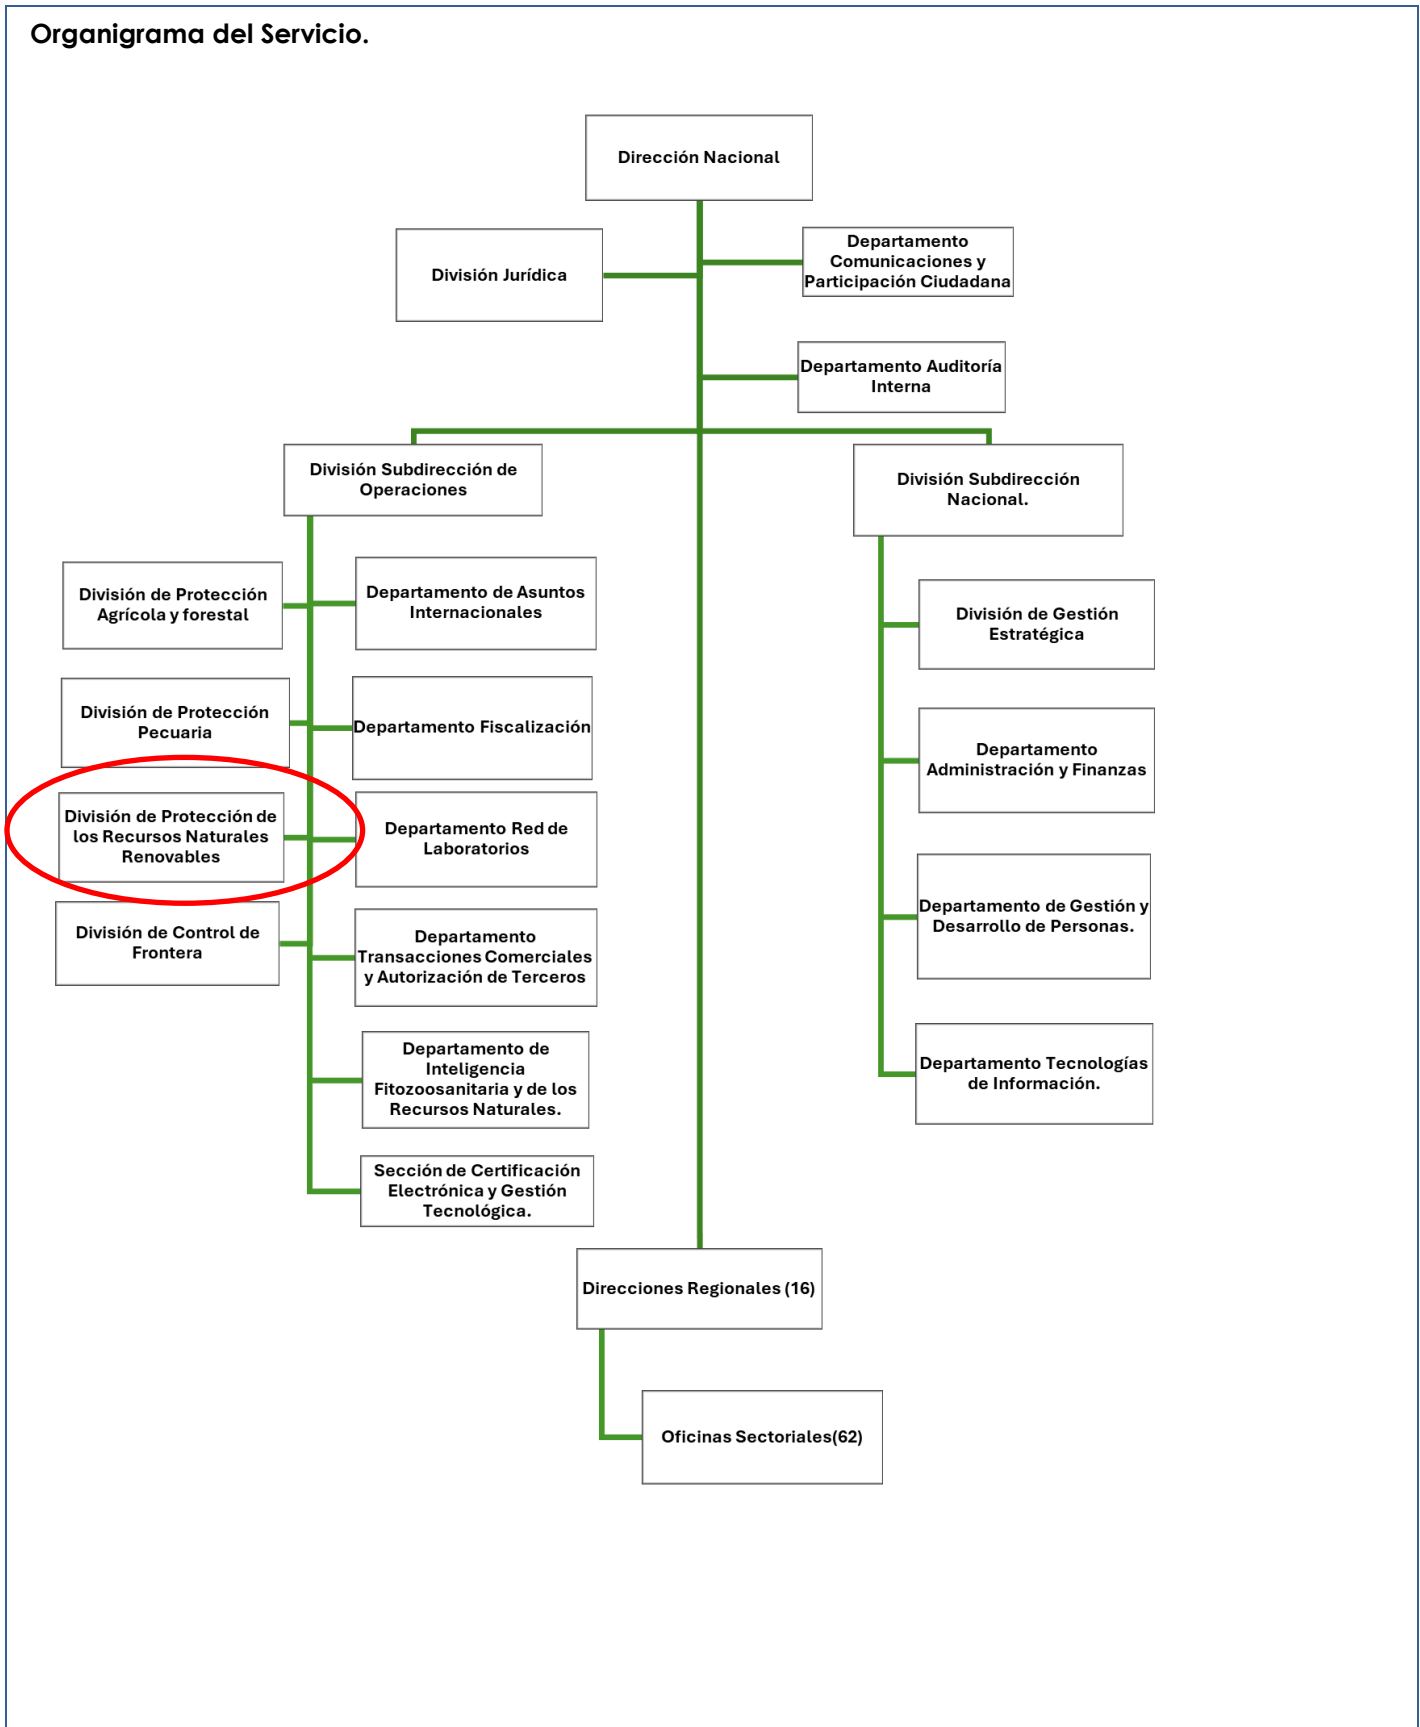 Organigrama del Servicio.
Dirección Nacional
División Jurídica
Departamento
Comunicaciones y
Participación Ciudadana
Departamento Auditoría
Interna
División Subdirección de
Operaciones
División Subdirección
Nacional.
División de Protección
Agrícola y forestal
Departamento de Asuntos
Internacionales
División de Gestión
Estratégica
División de Protección
Pecuaria
Departamento Fiscalización
Departamento
Administración y Finanzas
División de Protección de
los Recursos Naturales
Renovables
Departamento Red de
Laboratorios
Departamento de Gestión y
Desarrollo de Personas.
División de Control de
Frontera
Departamento
Transacciones Comerciales
y Autorización de Terceros
Departamento de
Inteligencia
Fitozoosanitaria y de los
Recursos Naturales.
Departamento Tecnologías
de Información.
Sección de Certificación
Electrónica y Gestión
Tecnológica.
Direcciones Regionales (16)
Oficinas Sectoriales(62)